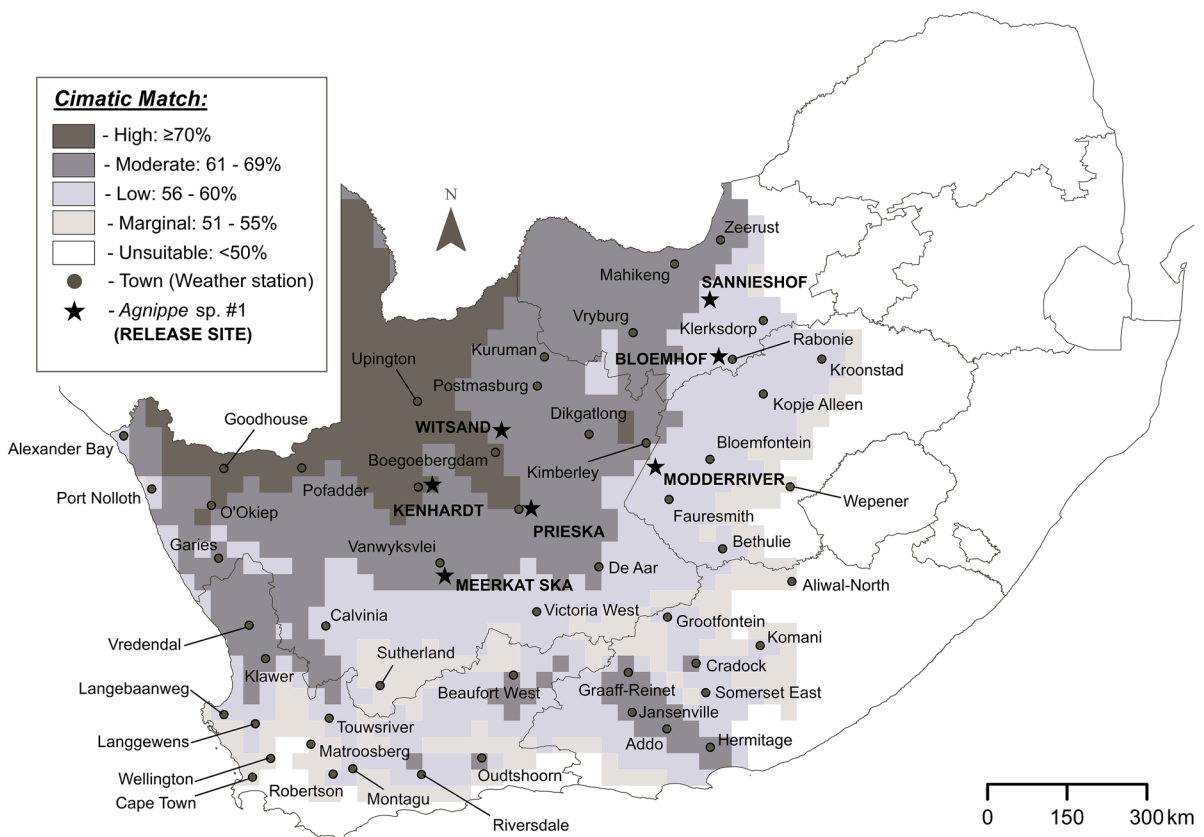 Cimatic Match:
- High: ≥70%
- Moderate: 61 - 69%
- Low: 56 - 60%
- Marginal: 51 - 55%
- Unsuitable: <50%
- Town (Weather station)
- Agnippe sp. #1
(RELEASE SITE)
N
Zeerust
Mahikeng
SANNIESHOF
Vryburg
Klerksdorp
Rabonie
Kuruman
BLOEMHOF
Upington
Kroonstad
Postmasburg
Kopje Alleen
Goodhouse
Dikgatlong
WITSAND
Alexander Bay
Bloemfontein
Boegoebergdam
Kimberley
Pofadder
MODDERRIVER
Port Nolloth
Wepener
O'Okiep
KENHARDT
Fauresmith
PRIESKA
Garies
Vanwyksvlei
Bethulie
De Aar
MEERKAT SKA
Aliwal-North
Calvinia
Victoria West
Grootfontein
Vredendal
Komani
Sutherland
Cradock
Klawer
Langebaanweg
Beaufort West
Graaff-Reinet
Somerset East
Jansenville
Touwsriver
Langgewens
Addo
Hermitage
Matroosberg
Wellington
Oudtshoorn
Cape Town
Robertson
Montagu
Riversdale
0 150 300 km